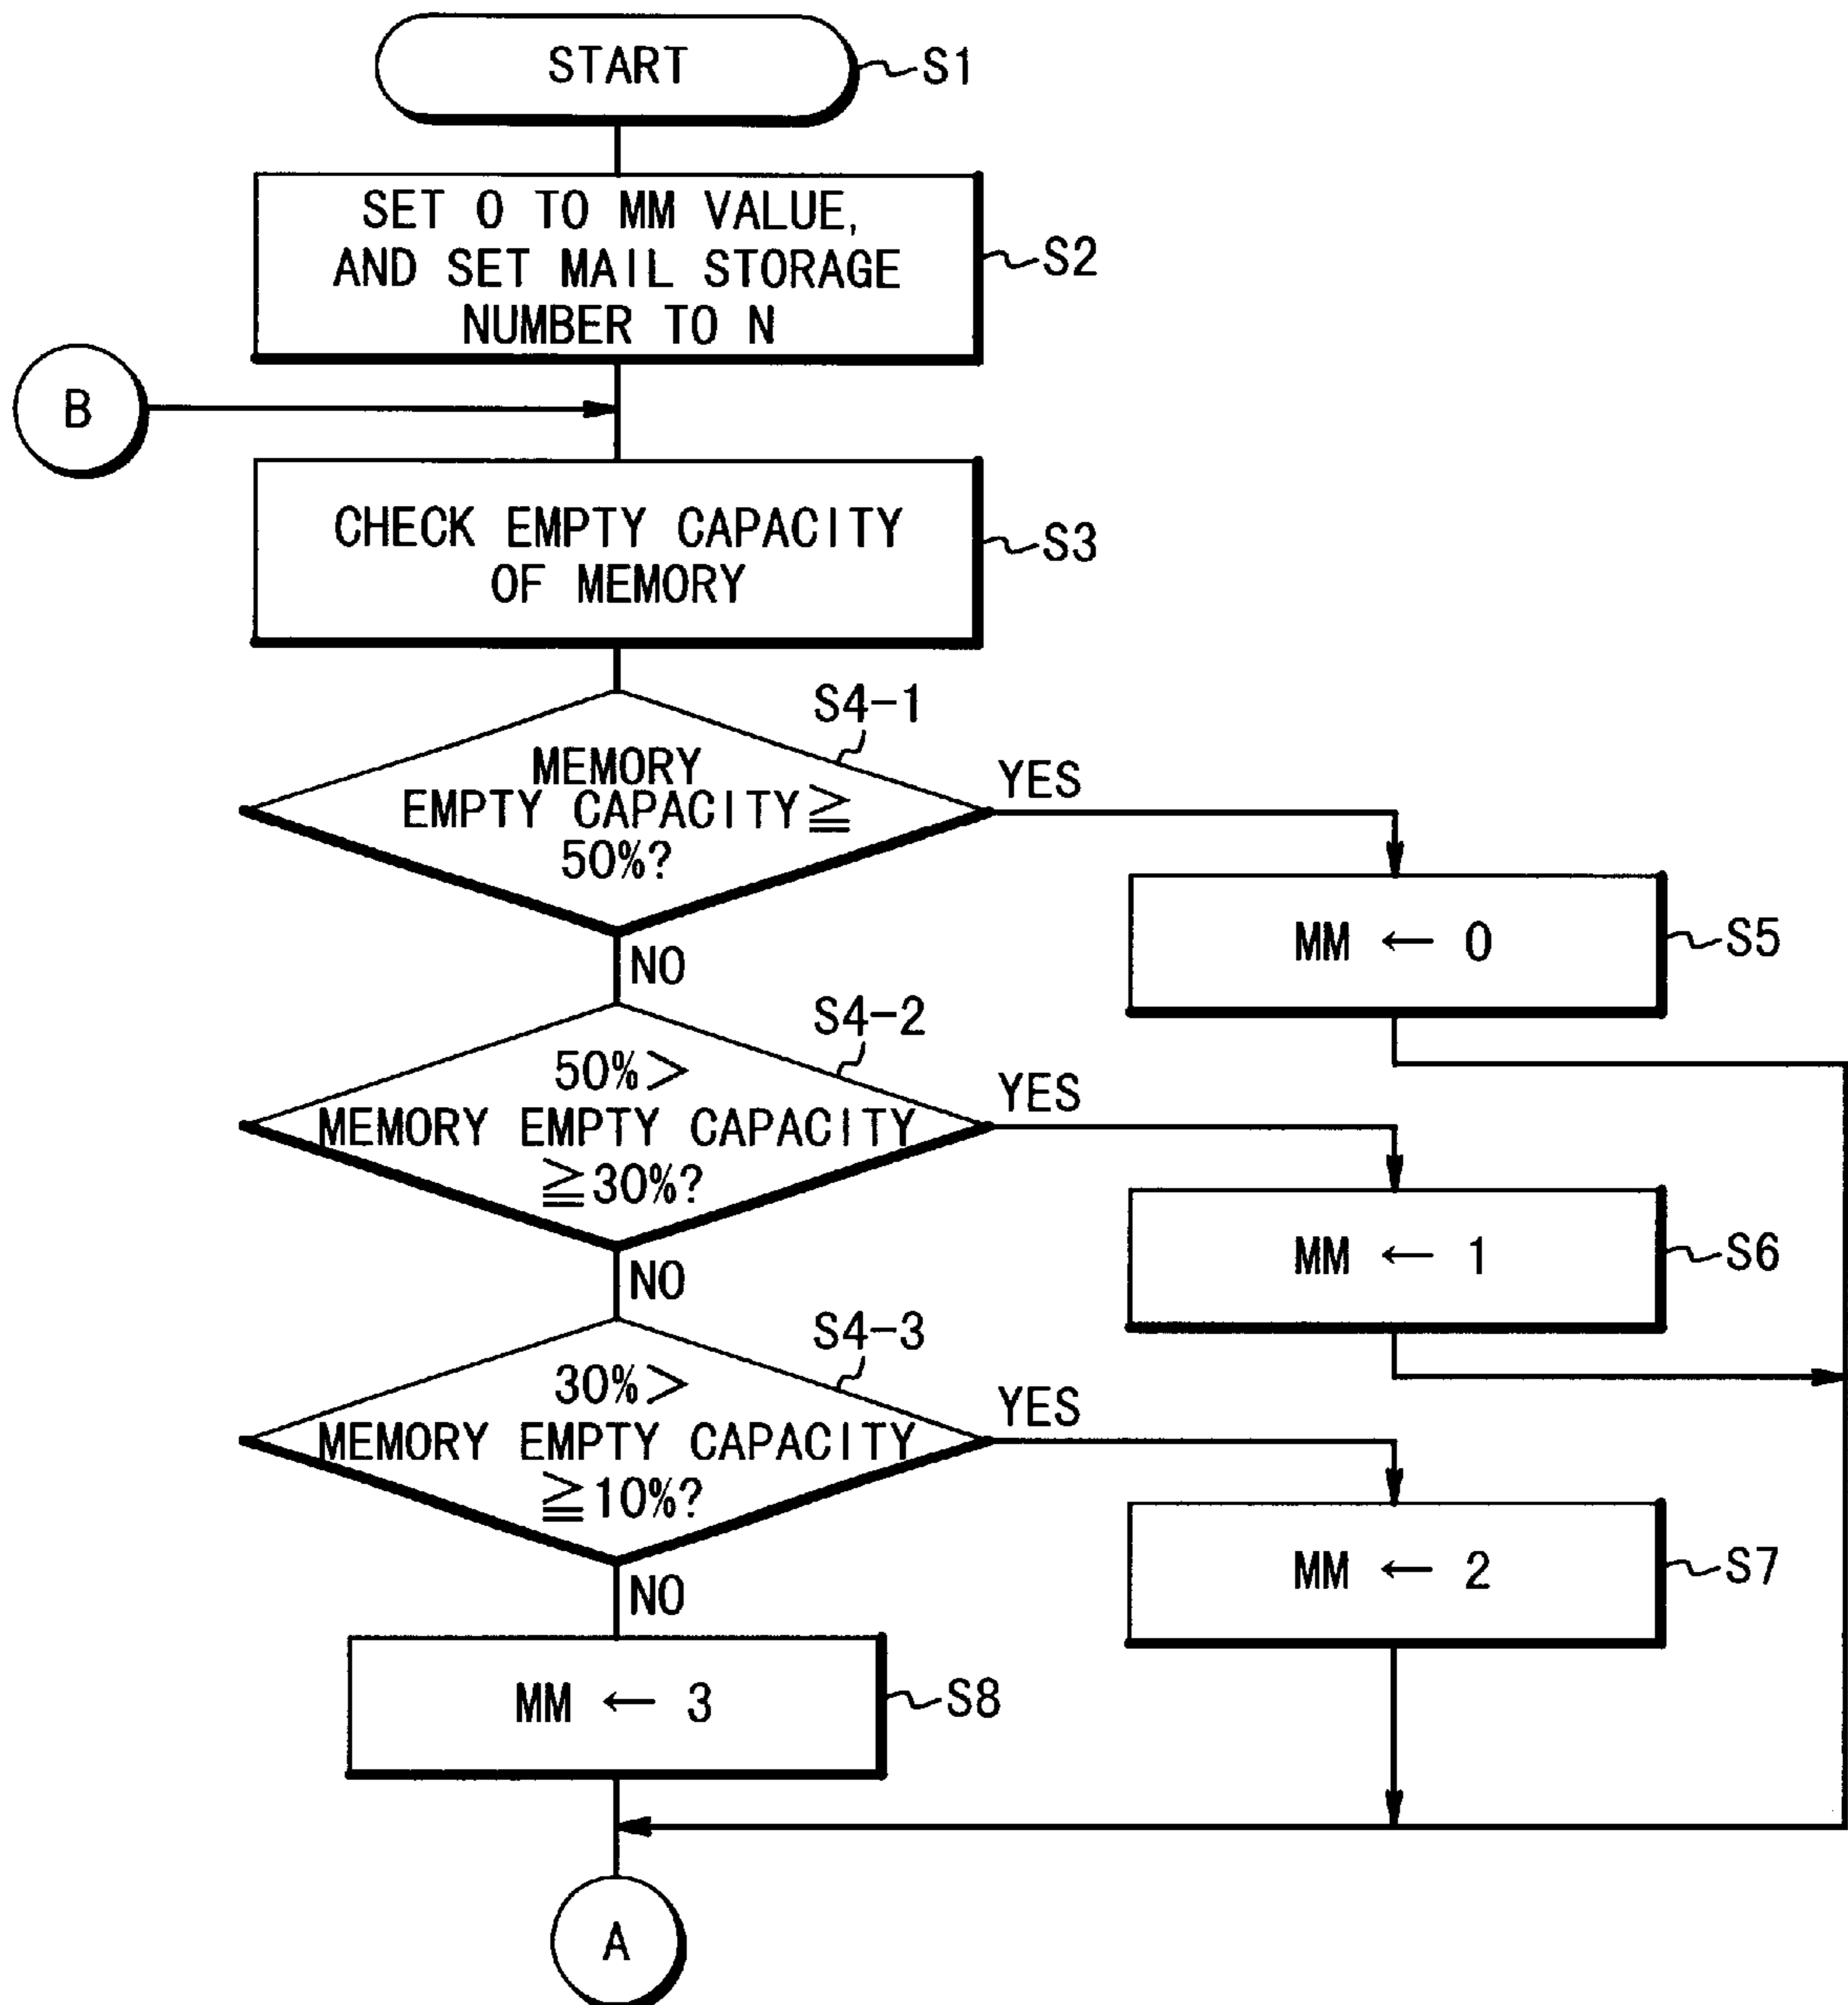 START
S1
SET 0 TO MM VALUE,
AND SET MAIL STORAGE
NUMBER TO N
S2
B
CHECK EMPTY CAPACITY
OF MEMORY
S3
S4-1
MEMORY
EMPTY CAPACITY≧
50%?
YES
NO
MM ← 0
S5
S4-2
50%>
MEMORY EMPTY CAPACITY
≧30%?
YES
NO
MM ← 1
S6
S4-3
30%>
MEMORY EMPTY CAPACITY
≧10%?
YES
NO
MM ← 2
S7
MM ← 3
S8
A